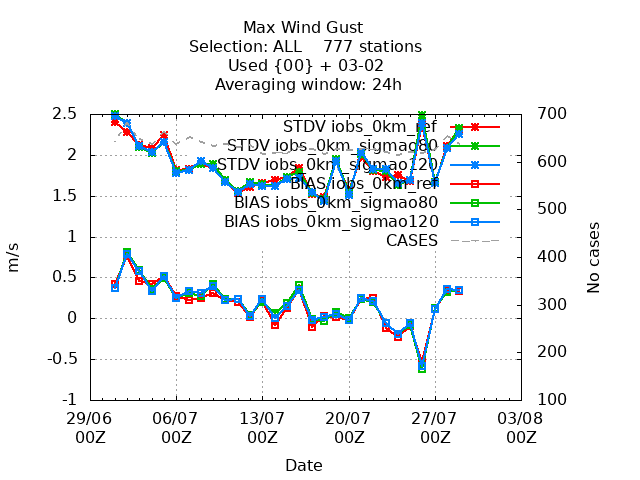 Max Wind Gust
Selection: ALL    777 stations
Used {00} + 03-02
Averaging window: 24h
2.5
2
1.5
1
0.5
0
-0.5
-1
m/s
700
600
500
400
300
200
100
No cases
STDV iobs_0km_ref
STDV iobs_0km_sigmao80
STDV iobs_0km_sigmao120
BIAS iobs_0km_ref
BIAS iobs_0km_sigmao80
BIAS iobs_0km_sigmao120
CASES
29/06 06/07 13/07 20/07 27/07 03/08
00Z 00Z 00Z 00Z 00Z 00Z
Date